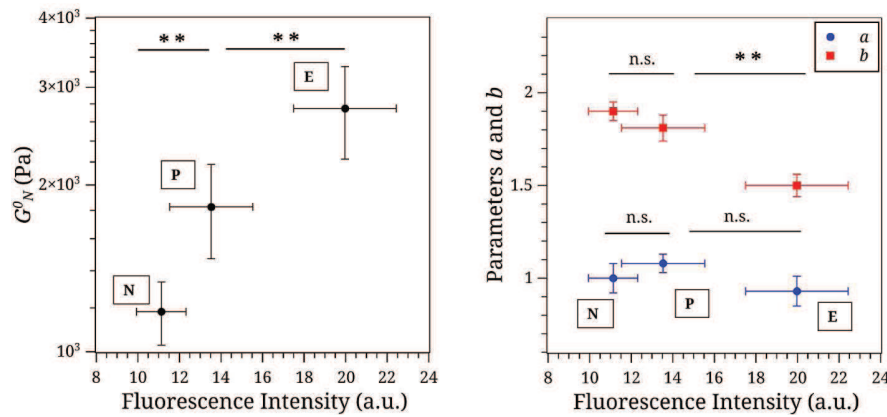 4×10³
3×10³
2×10³
10³
G⁰N (Pa)
**
**
E
P
N
8 10 12 14 16 18 20 22 24
Fluorescence Intensity (a.u.)
a
b
2
1.5
1
Parameters a and b
n.s.
**
n.s.
n.s.
N
P
E
8 10 12 14 16 18 20 22 24
Fluorescence Intensity (a.u.)